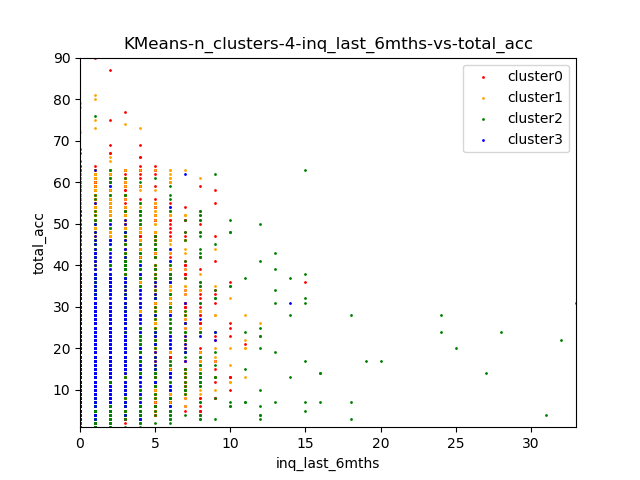 KMeans-n_clusters-4-inq_last_6mths-vs-total_acc
cluster0
cluster1
cluster2
cluster3
90
80
70
60
50
40
30
20
10
total_acc
0
5
10
15
20
25
30
inq_last_6mths